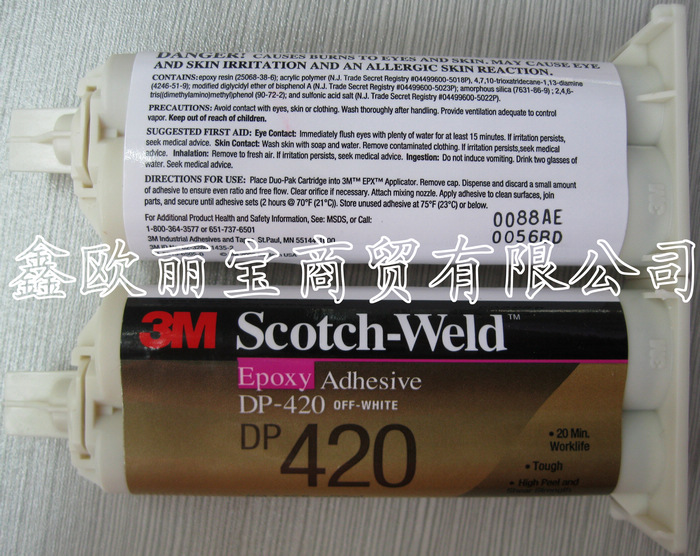 DANGER! CAUSES BURNS TO EYES AND SKIN. MAY CAUSE EYE
AND SKIN IRRITATION AND AN ALLERGIC SKIN REACTION.
CONTAINS: epoxy resin (25068-38-6); acrylic polymer (N.J. Trade Secret Registry #04499600-5018P), 4,7,10-trioxatridecane-1,13-diamine
(4246-51-9); modified diglycidyl ether of bisphenol A (N.J. Trade Secret Registry #04499600-5023P); amorphous silica (7631-86-9) ; 2,4,6-
tris((dimethylamino)methyl)phenol (90-72-2); and sulfonic acid salt (N.J. Trade Secret Registry #04499600-5022P).
PRECAUTIONS: Avoid contact with eyes, skin or clothing. Wash thoroughly after handling. Provide ventilation adequate to control
vapor. Keep out of reach of children.
SUGGESTED FIRST AID: Eye Contact: Immediately flush eyes with plenty of water for at least 15 minutes. If irritation persists,
seek medical advice. Skin Contact: Wash skin with soap and water. Remove contaminated clothing. If irritation persists,seek medical
advice. Inhalation: Remove to fresh air. If irritation persists, seek medical advice. Ingestion: Do not induce vomiting. Drink two glasses of
water. Seek medical advice.
DIRECTIONS FOR USE: Place Duo-Pak Cartridge into 3M™ EPX™ Applicator. Remove cap. Dispense and discard a small amount
of adhesive to ensure even ratio and free flow. Clear orifice if necessary. Attach mixing nozzle. Apply adhesive to clean surfaces, join
parts, and secure until adhesive sets (2 hours @ 70°F (21°C)). Store unused adhesive at 75°F (23°C) or below.
For Additional Product Health and Safety Information, See: MSDS, or Call:
1-800-364-3577 or 651-737-6501
0088AE
3M Industrial Adhesives and Tapes St.Paul, MN 55144
0056BD
鑫欧丽宝商贸有限公司
3M Scotch-Weld™
Epoxy Adhesive
DP-420 OFF-WHITE
DP 420
• 20 Min. Worklife
• Tough
• High Peel and